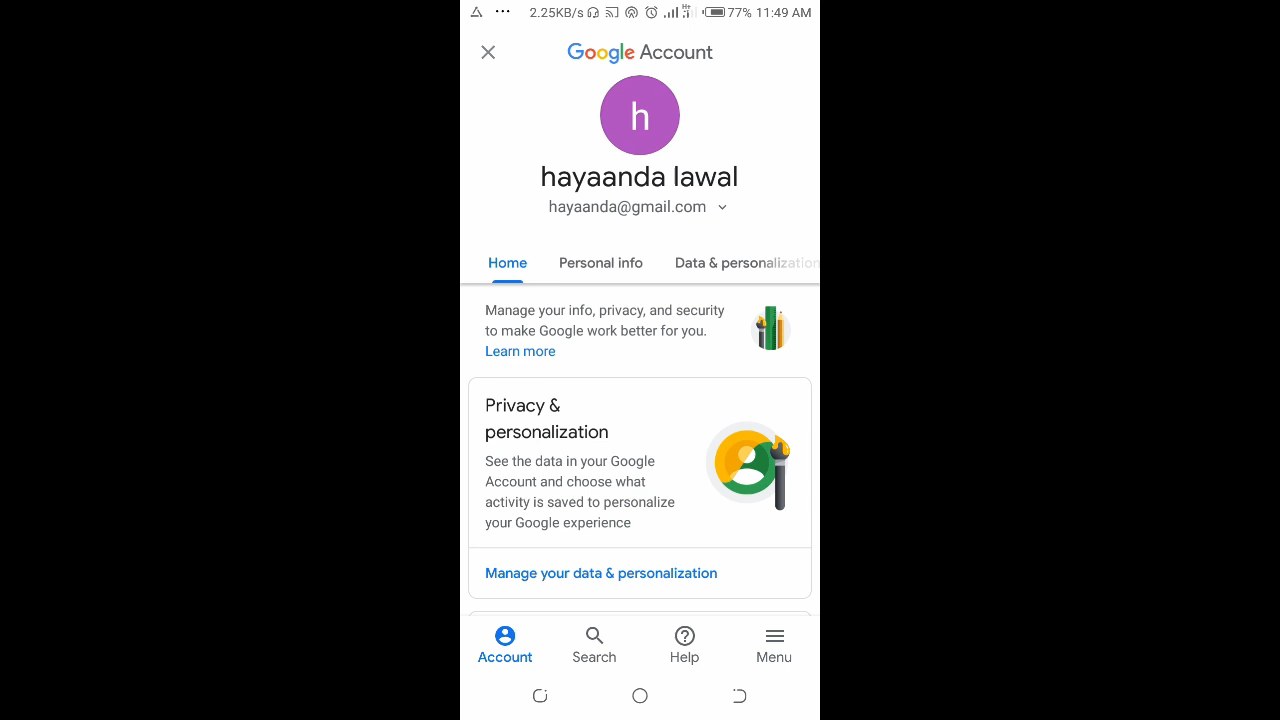 2.25KB/s H+ 77% 11:49 AM
Google Account
h
hayaanda lawal
hayaanda@gmail.com
Home Personal info Data & personalization
Manage your info, privacy, and security
to make Google work better for you.
Learn more
Privacy &
personalization
See the data in your Google
Account and choose what
activity is saved to personalize
your Google experience
Manage your data & personalization
Account Search Help Menu